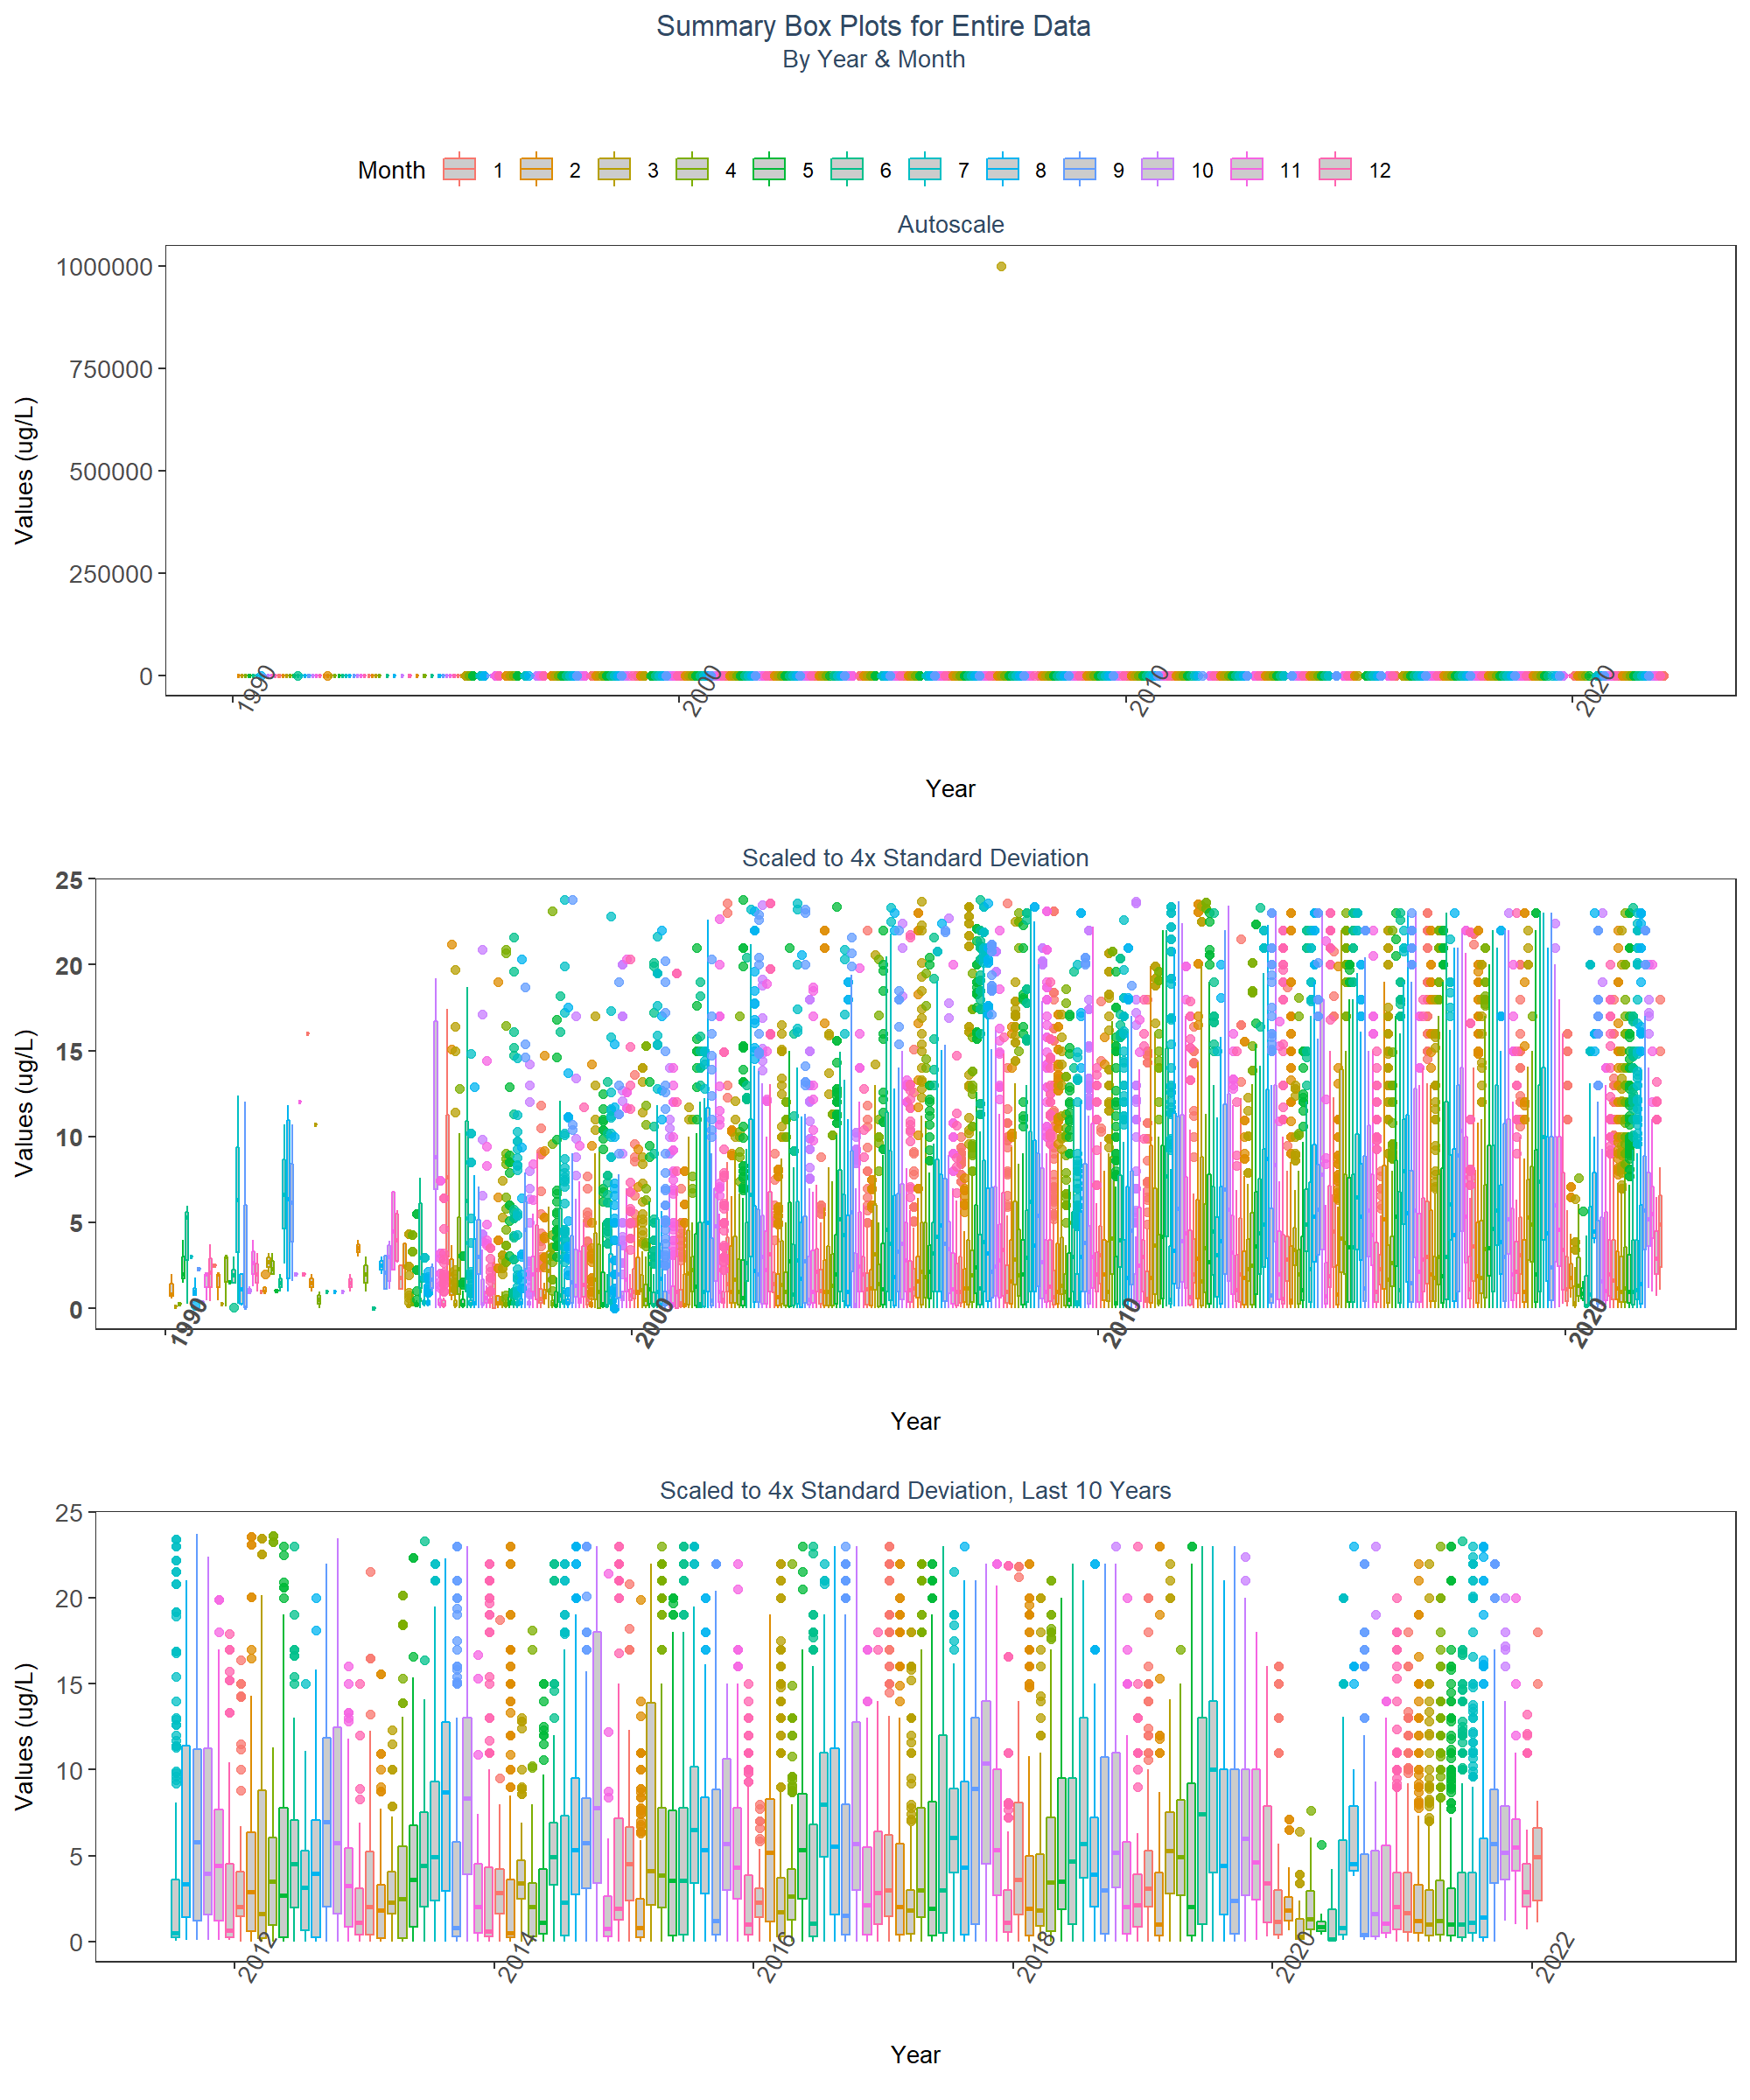 Summary Box Plots for Entire Data
By Year & Month
Month 1 2 3 4 5 6 7 8 9 10 11 12
Autoscale
Values (ug/L)
1000000
750000
500000
250000
0
1990 2000 2010 2020
Year
Scaled to 4x Standard Deviation
Values (ug/L)
25
20
15
10
5
0
1990 2000 2010 2020
Year
Scaled to 4x Standard Deviation, Last 10 Years
Values (ug/L)
25
20
15
10
5
0
2012 2014 2016 2018 2020 2022
Year